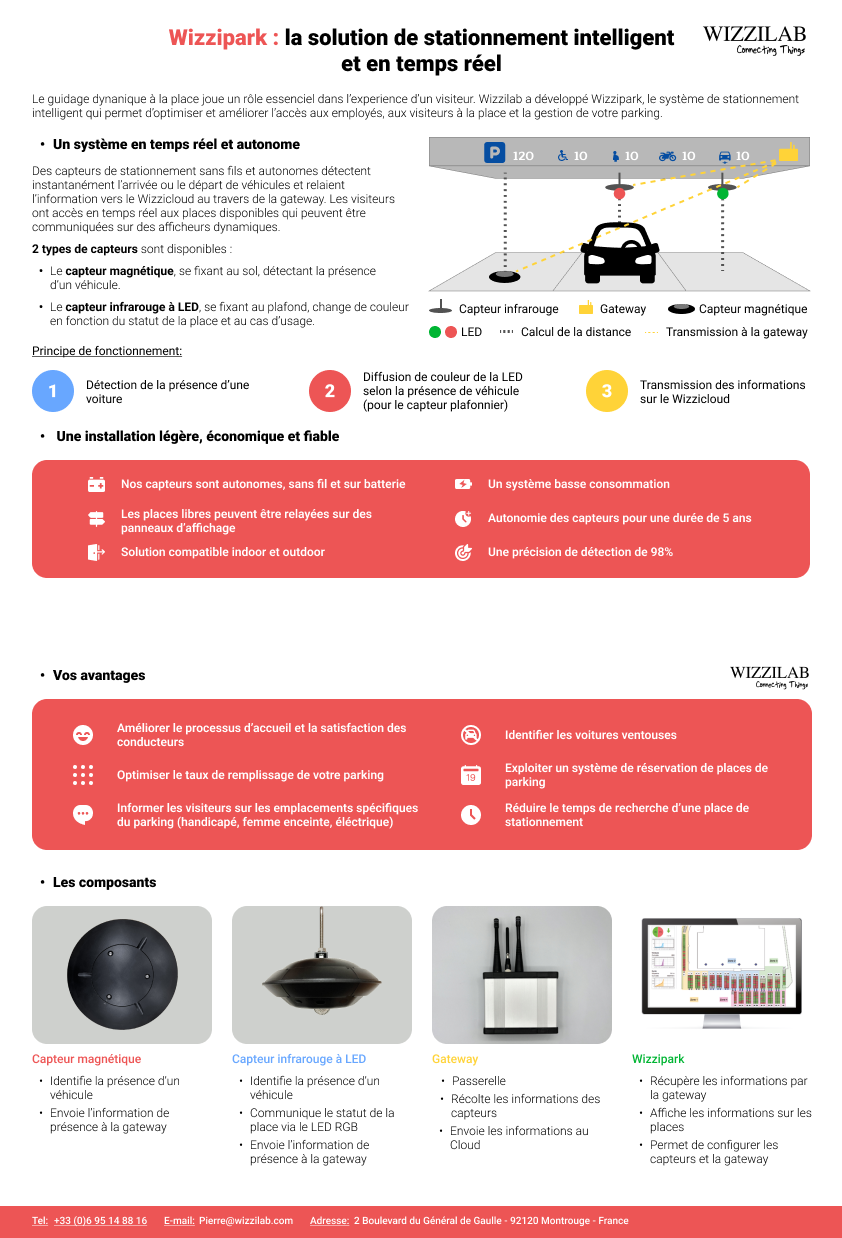 Wizzipark : la solution de stationnement intelligent
et en temps réel
WIZZILAB
Connecting Things
Le guidage dynanique à la place joue un rôle essenciel dans l'experience d'un visiteur. Wizzilab a développé Wizzipark, le système de stationnement
intelligent qui permet d'optimiser et améliorer l'accès aux employés, aux visiteurs à la place et la gestion de votre parking.
• Un système en temps réel et autonome
Des capteurs de stationnement sans fils et autonomes détectent
instantanément l'arrivée ou le départ de véhicules et relaient
l'information vers le Wizzicloud au travers de la gateway. Les visiteurs
ont accès en temps réel aux places disponibles qui peuvent être
communiquées sur des afficheurs dynamiques.
2 types de capteurs sont disponibles :
• Le capteur magnétique, se fixant au sol, détectant la présence
d'un véhicule.
• Le capteur infrarouge à LED, se fixant au plafond, change de couleur
en fonction du statut de la place et au cas d'usage.
P 120 10 10 10 10
Capteur infrarouge Gateway Capteur magnétique
LED Calcul de la distance Transmission à la gateway
Principe de fonctionnement:
1 Détection de la présence d'une
voiture
2 Diffusion de couleur de la LED
selon la présence de véhicule
(pour le capteur plafonnier)
3 Transmission des informations
sur le Wizzicloud
• Une installation légère, économique et fiable
Nos capteurs sont autonomes, sans fil et sur batterie
Un système basse consommation
Les places libres peuvent être relayées sur des
panneaux d'affichage
Autonomie des capteurs pour une durée de 5 ans
Solution compatible indoor et outdoor
Une précision de détection de 98%
• Vos avantages
WIZZILAB
Connecting Things
Améliorer le processus d'accueil et la satisfaction des
conducteurs
Identifier les voitures ventouses
Optimiser le taux de remplissage de votre parking
19
Exploiter un système de réservation de places de
parking
Informer les visiteurs sur les emplacements spécifiques
du parking (handicapé, femme enceinte, éléctrique)
Réduire le temps de recherche d'une place de
stationnement
• Les composants
Capteur magnétique
• Identifie la présence d'un
véhicule
• Envoie l'information de
présence à la gateway
Capteur infrarouge à LED
• Identifie la présence d'un
véhicule
• Communique le statut de la
place via le LED RGB
• Envoie l'information de
présence à la gateway
Gateway
• Passerelle
• Récolte les informations des
capteurs
• Envoie les informations au
Cloud
Wizzipark
• Récupère les informations par
la gateway
• Affiche les informations sur les
places
• Permet de configurer les
capteurs et la gateway
Tel: +33 (0)6 95 14 88 16 E-mail: Pierre@wizzilab.com Adresse: 2 Boulevard du Général de Gaulle - 92120 Montrouge - France